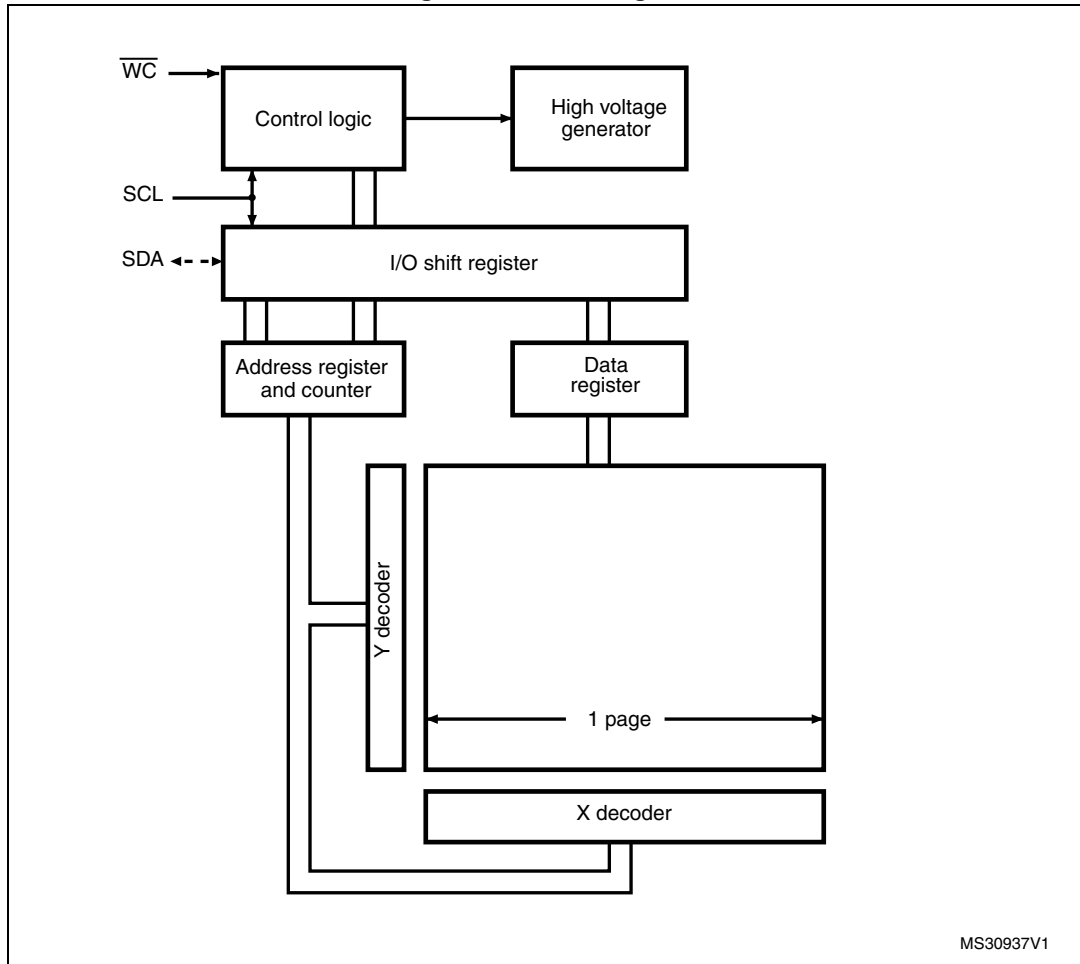 WC
Control logic
High voltage
generator
SCL
SDA
I/O shift register
Address register
and counter
Data
register
Y decoder
1 page
X decoder
MS30937V1